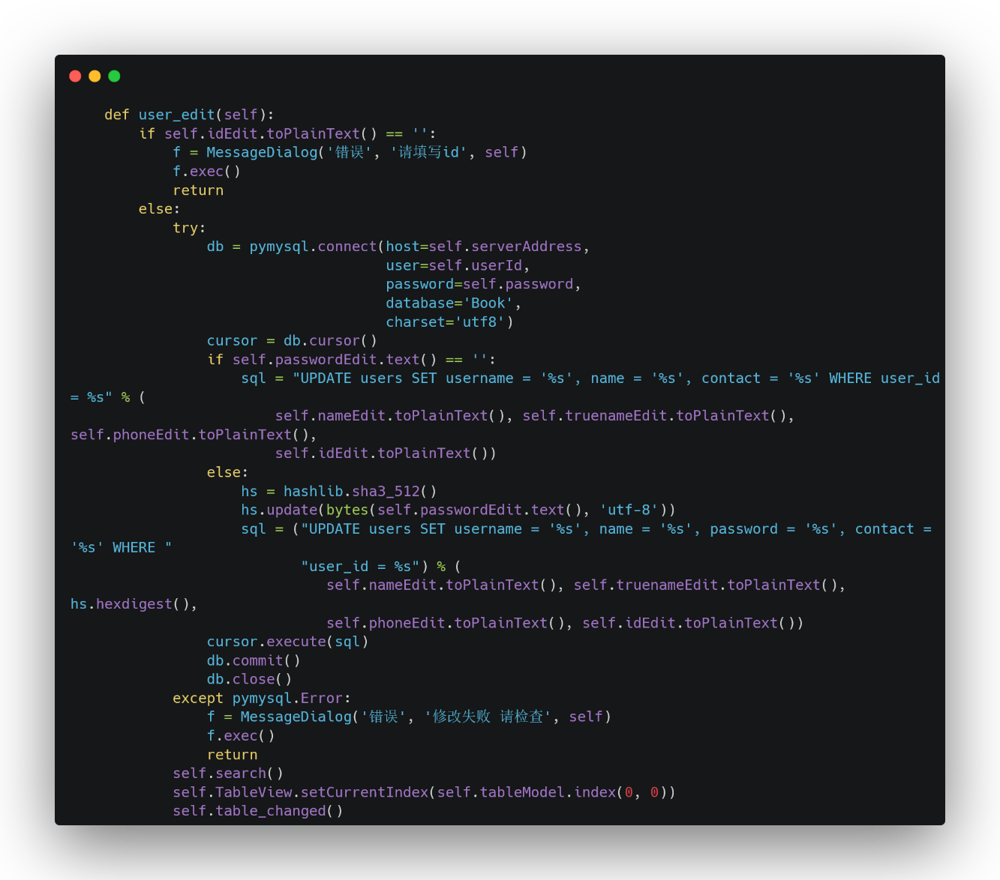 def user_edit(self):
        if self.idEdit.toPlainText() == '':
            f = MessageDialog('错误', '请填写id', self)
            f.exec()
            return
        else:
            try:
                db = pymysql.connect(host=self.serverAddress,
                                     user=self.userId,
                                     password=self.password,
                                     database='Book',
                                     charset='utf8')
                cursor = db.cursor()
                if self.passwordEdit.text() == '':
                    sql = "UPDATE users SET username = '%s', name = '%s', contact = '%s' WHERE user_id
= %s" % (
                        self.nameEdit.toPlainText(), self.truenameEdit.toPlainText(),
self.phoneEdit.toPlainText(),
                        self.idEdit.toPlainText())
                else:
                    hs = hashlib.sha3_512()
                    hs.update(bytes(self.passwordEdit.text(), 'utf-8'))
                    sql = ("UPDATE users SET username = '%s', name = '%s', password = '%s', contact =
'%s' WHERE "
                           "user_id = %s") % (
                              self.nameEdit.toPlainText(), self.truenameEdit.toPlainText(),
hs.hexdigest(),
                              self.phoneEdit.toPlainText(), self.idEdit.toPlainText())
                cursor.execute(sql)
                db.commit()
                db.close()
            except pymysql.Error:
                f = MessageDialog('错误', '修改失败 请检查', self)
                f.exec()
                return
            self.search()
            self.TableView.setCurrentIndex(self.tableModel.index(0, 0))
            self.table_changed()